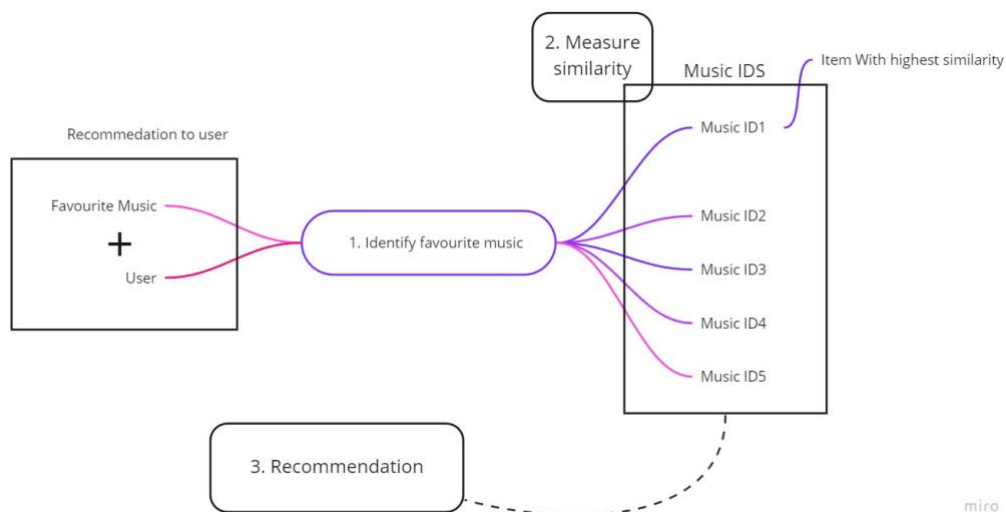 2. Measure
similarity
Music IDS
Item With highest similarity
Music ID1
Recommedation to user
Favourite Music
+
User
1. Identify favourite music
Music ID2
Music ID3
Music ID4
Music ID5
3. Recommendation
miro